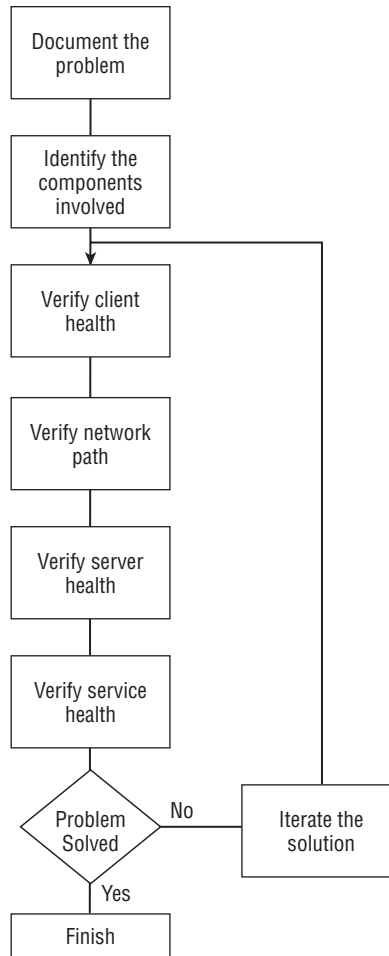 Document the
problem
Identify the
components
involved
Verify client
health
Verify network
path
Verify server
health
Verify service
health
Problem
Solved
No
Iterate the
solution
Yes
Finish